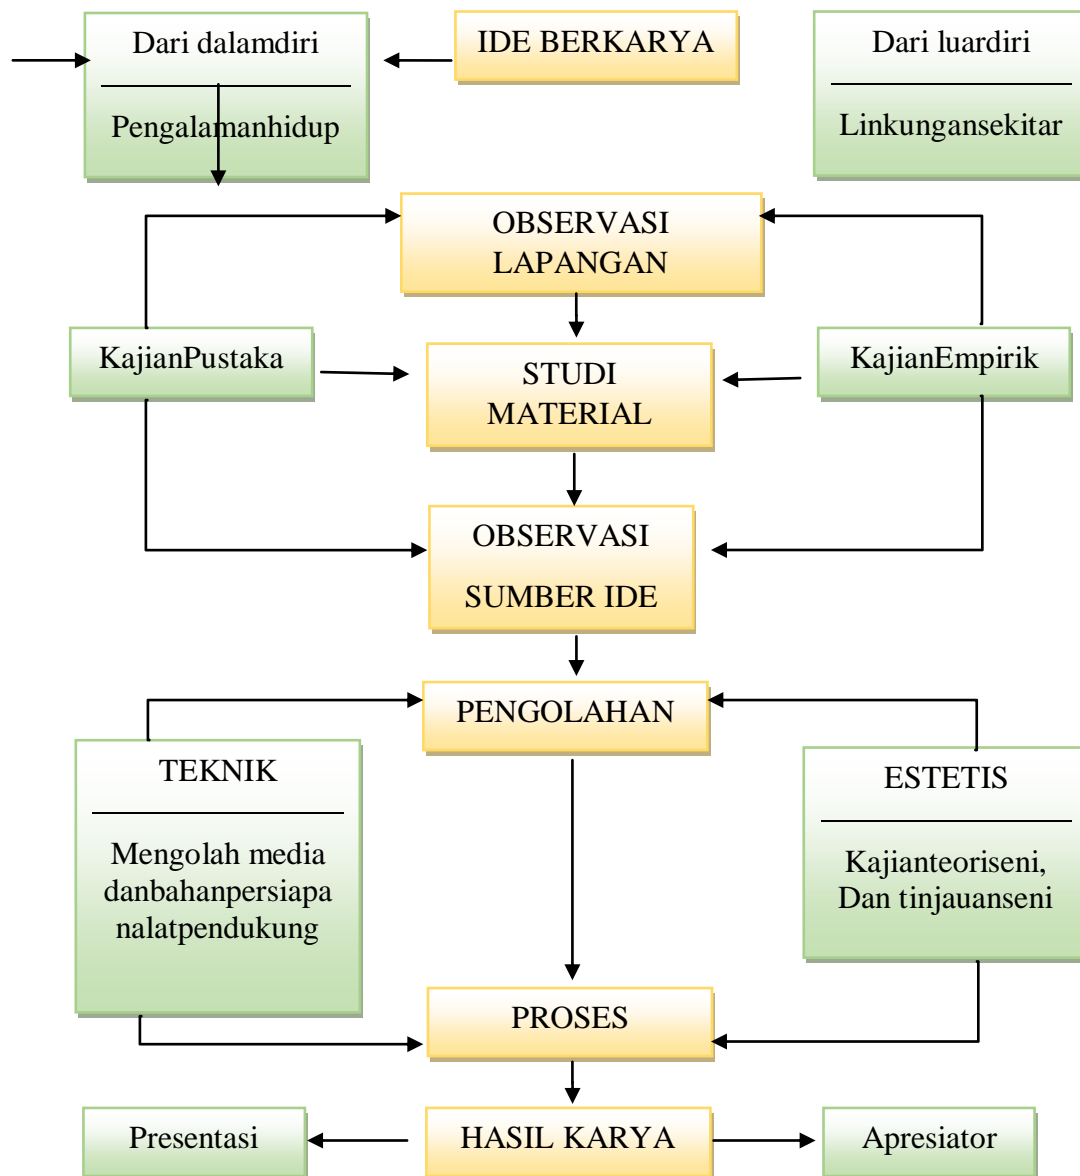 Dari dalamdiri
Pengalamanhidup
IDE BERKARYA
Dari luardiri
Linkungansekitar
OBSERVASI
LAPANGAN
KajianPustaka
STUDI
MATERIAL
KajianEmpirik
OBSERVASI
SUMBER IDE
PENGOLAHAN
TEKNIK
Mengolah media
danbahanpersiapa
nalatpendukung
ESTETIS
Kajianteoriseni,
Dan tinjauanseni
PROSES
Presentasi
HASIL KARYA
Apresiator